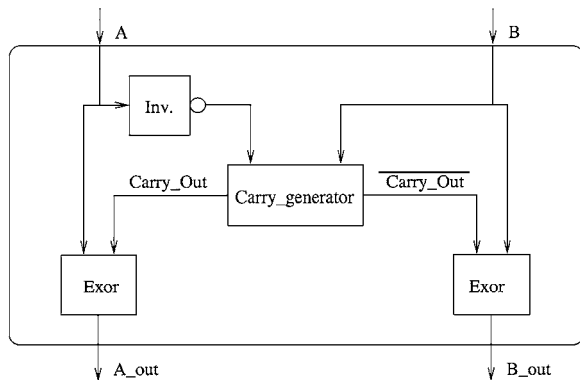 A
B
Inv.
Carry_Out
Carry_generator
Carry_Out
Exor
Exor
A_out
B_out